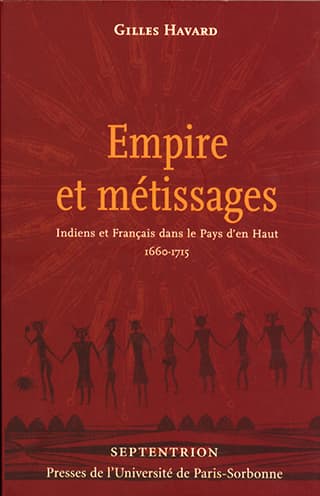 Gilles Havard
Empire
et métissages
Indiens et Français dans le Pays d'en Haut
1660-1715
SEPTENTRION
Presses de l'Université de Paris-Sorbonne